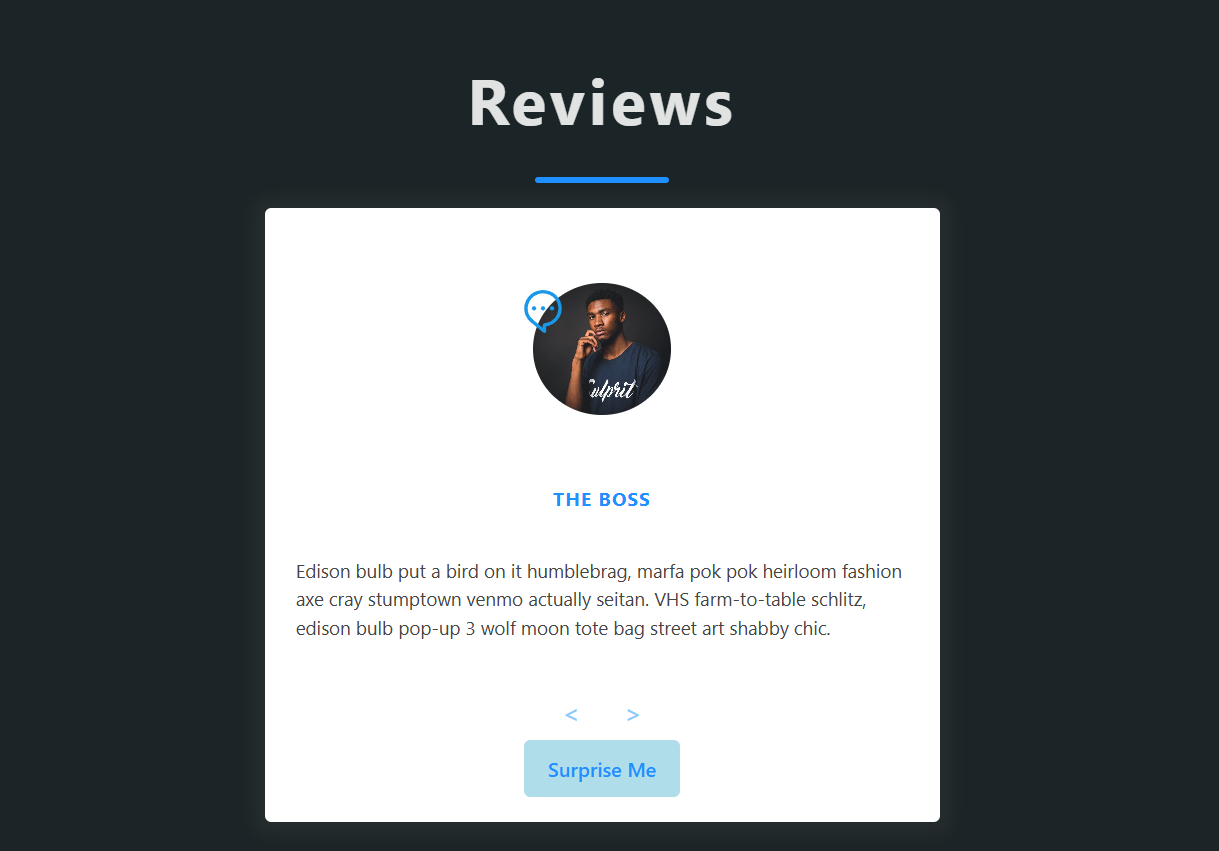 Reviews
ulprit
THE BOSS
Edison bulb put a bird on it humblebrag, marfa pok pok heirloom fashion
axe cray stumptown venmo actually seitan. VHS farm-to-table schlitz,
edison bulb pop-up 3 wolf moon tote bag street art shabby chic.
< >
Surprise Me